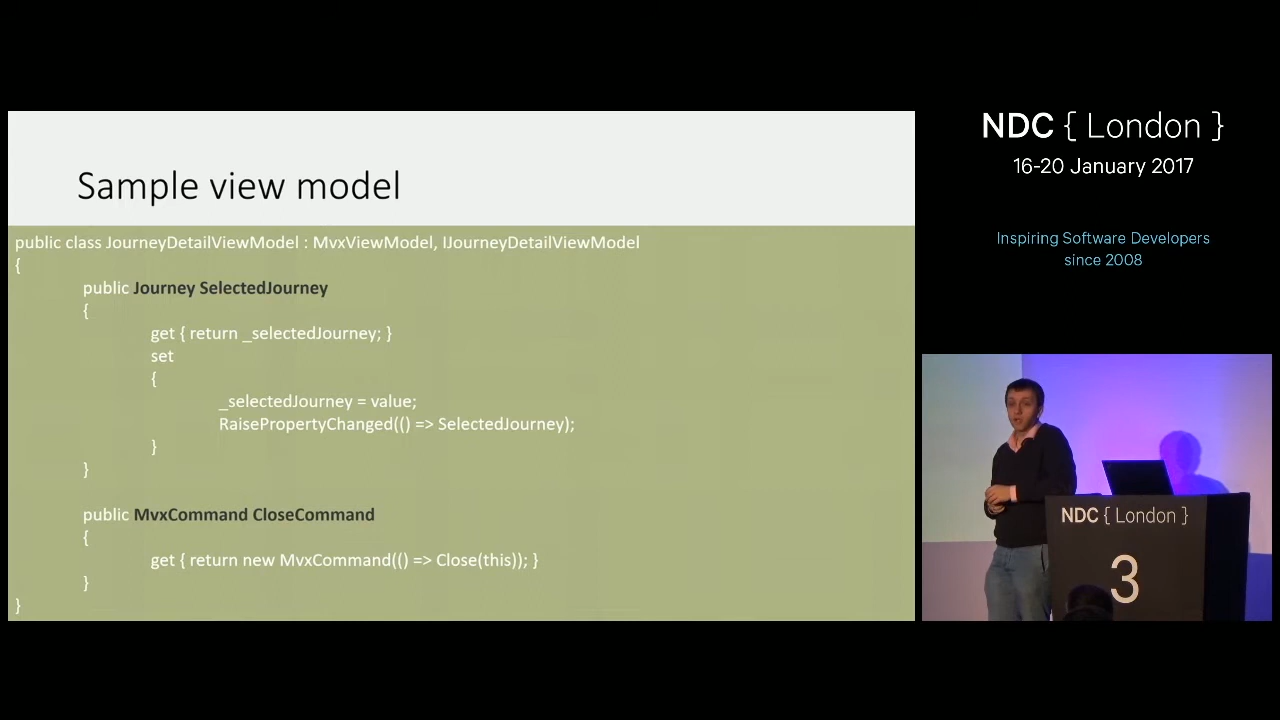 Sample view model
public class JourneyDetailViewModel : MvxViewModel, IJourneyDetailViewModel
{
public Journey SelectedJourney
{
get { return _selectedJourney; }
set
{
_selectedJourney = value;
RaisePropertyChanged(() => SelectedJourney);
}
}
public MvxCommand CloseCommand
{
get { return new MvxCommand(() => Close(this)); }
}
}
NDC { London }
16-20 January 2017
Inspiring Software Developers
since 2008
NDC { London }
3